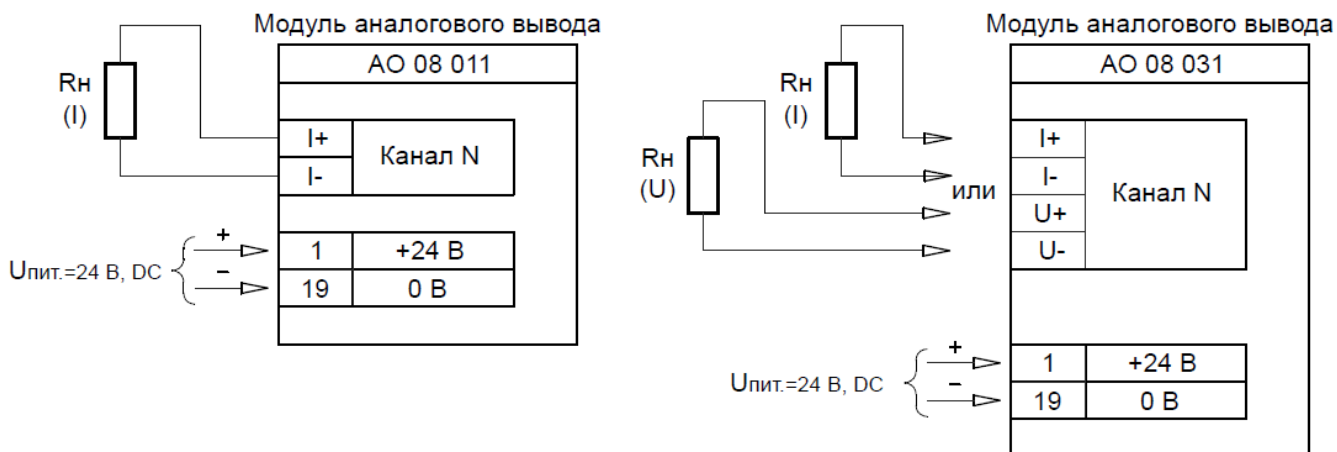 Модуль аналогового вывода
АО 08 011
Rн
(I)
I+
I-
Канал N
Uпит.=24 В, DC
+
−
1
+24 В
19
0 В
Модуль аналогового вывода
АО 08 031
Rн
(I)
Rн
(U)
или
I+
I-
U+
U-
Канал N
Uпит.=24 В, DC
+
−
1
+24 В
19
0 В